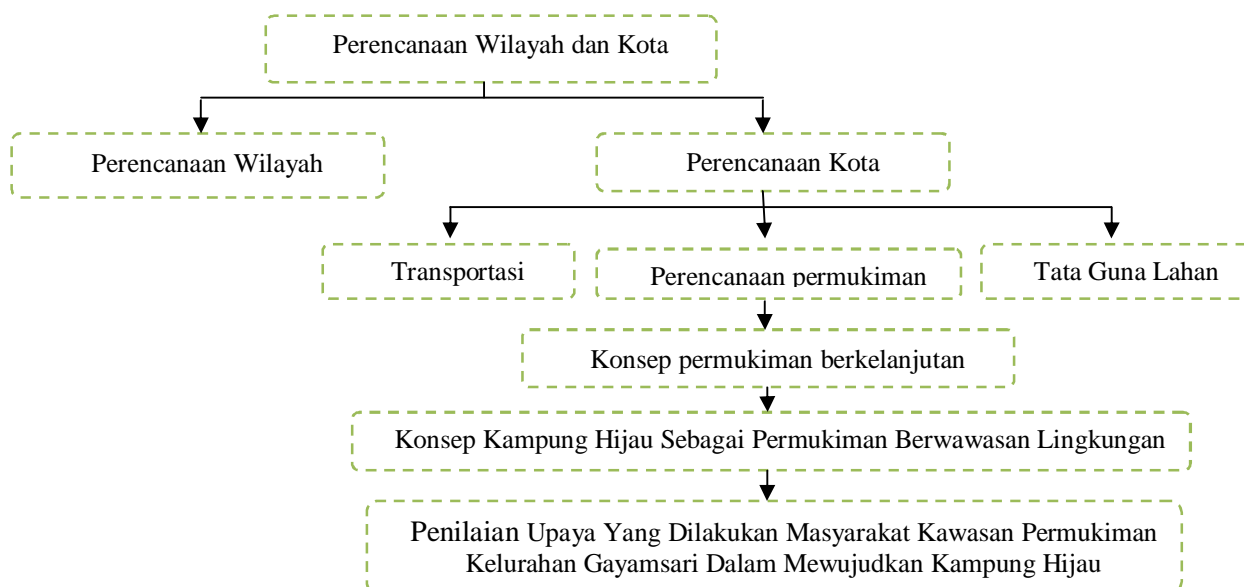 Perencanaan Wilayah dan Kota
Perencanaan Wilayah
Perencanaan Kota
Transportasi
Perencanaan permukiman
Tata Guna Lahan
Konsep permukiman berkelanjutan
Konsep Kampung Hijau Sebagai Permukiman Berwawasan Lingkungan
Penilaian Upaya Yang Dilakukan Masyarakat Kawasan Permukiman
Kelurahan Gayamsari Dalam Mewujudkan Kampung Hijau